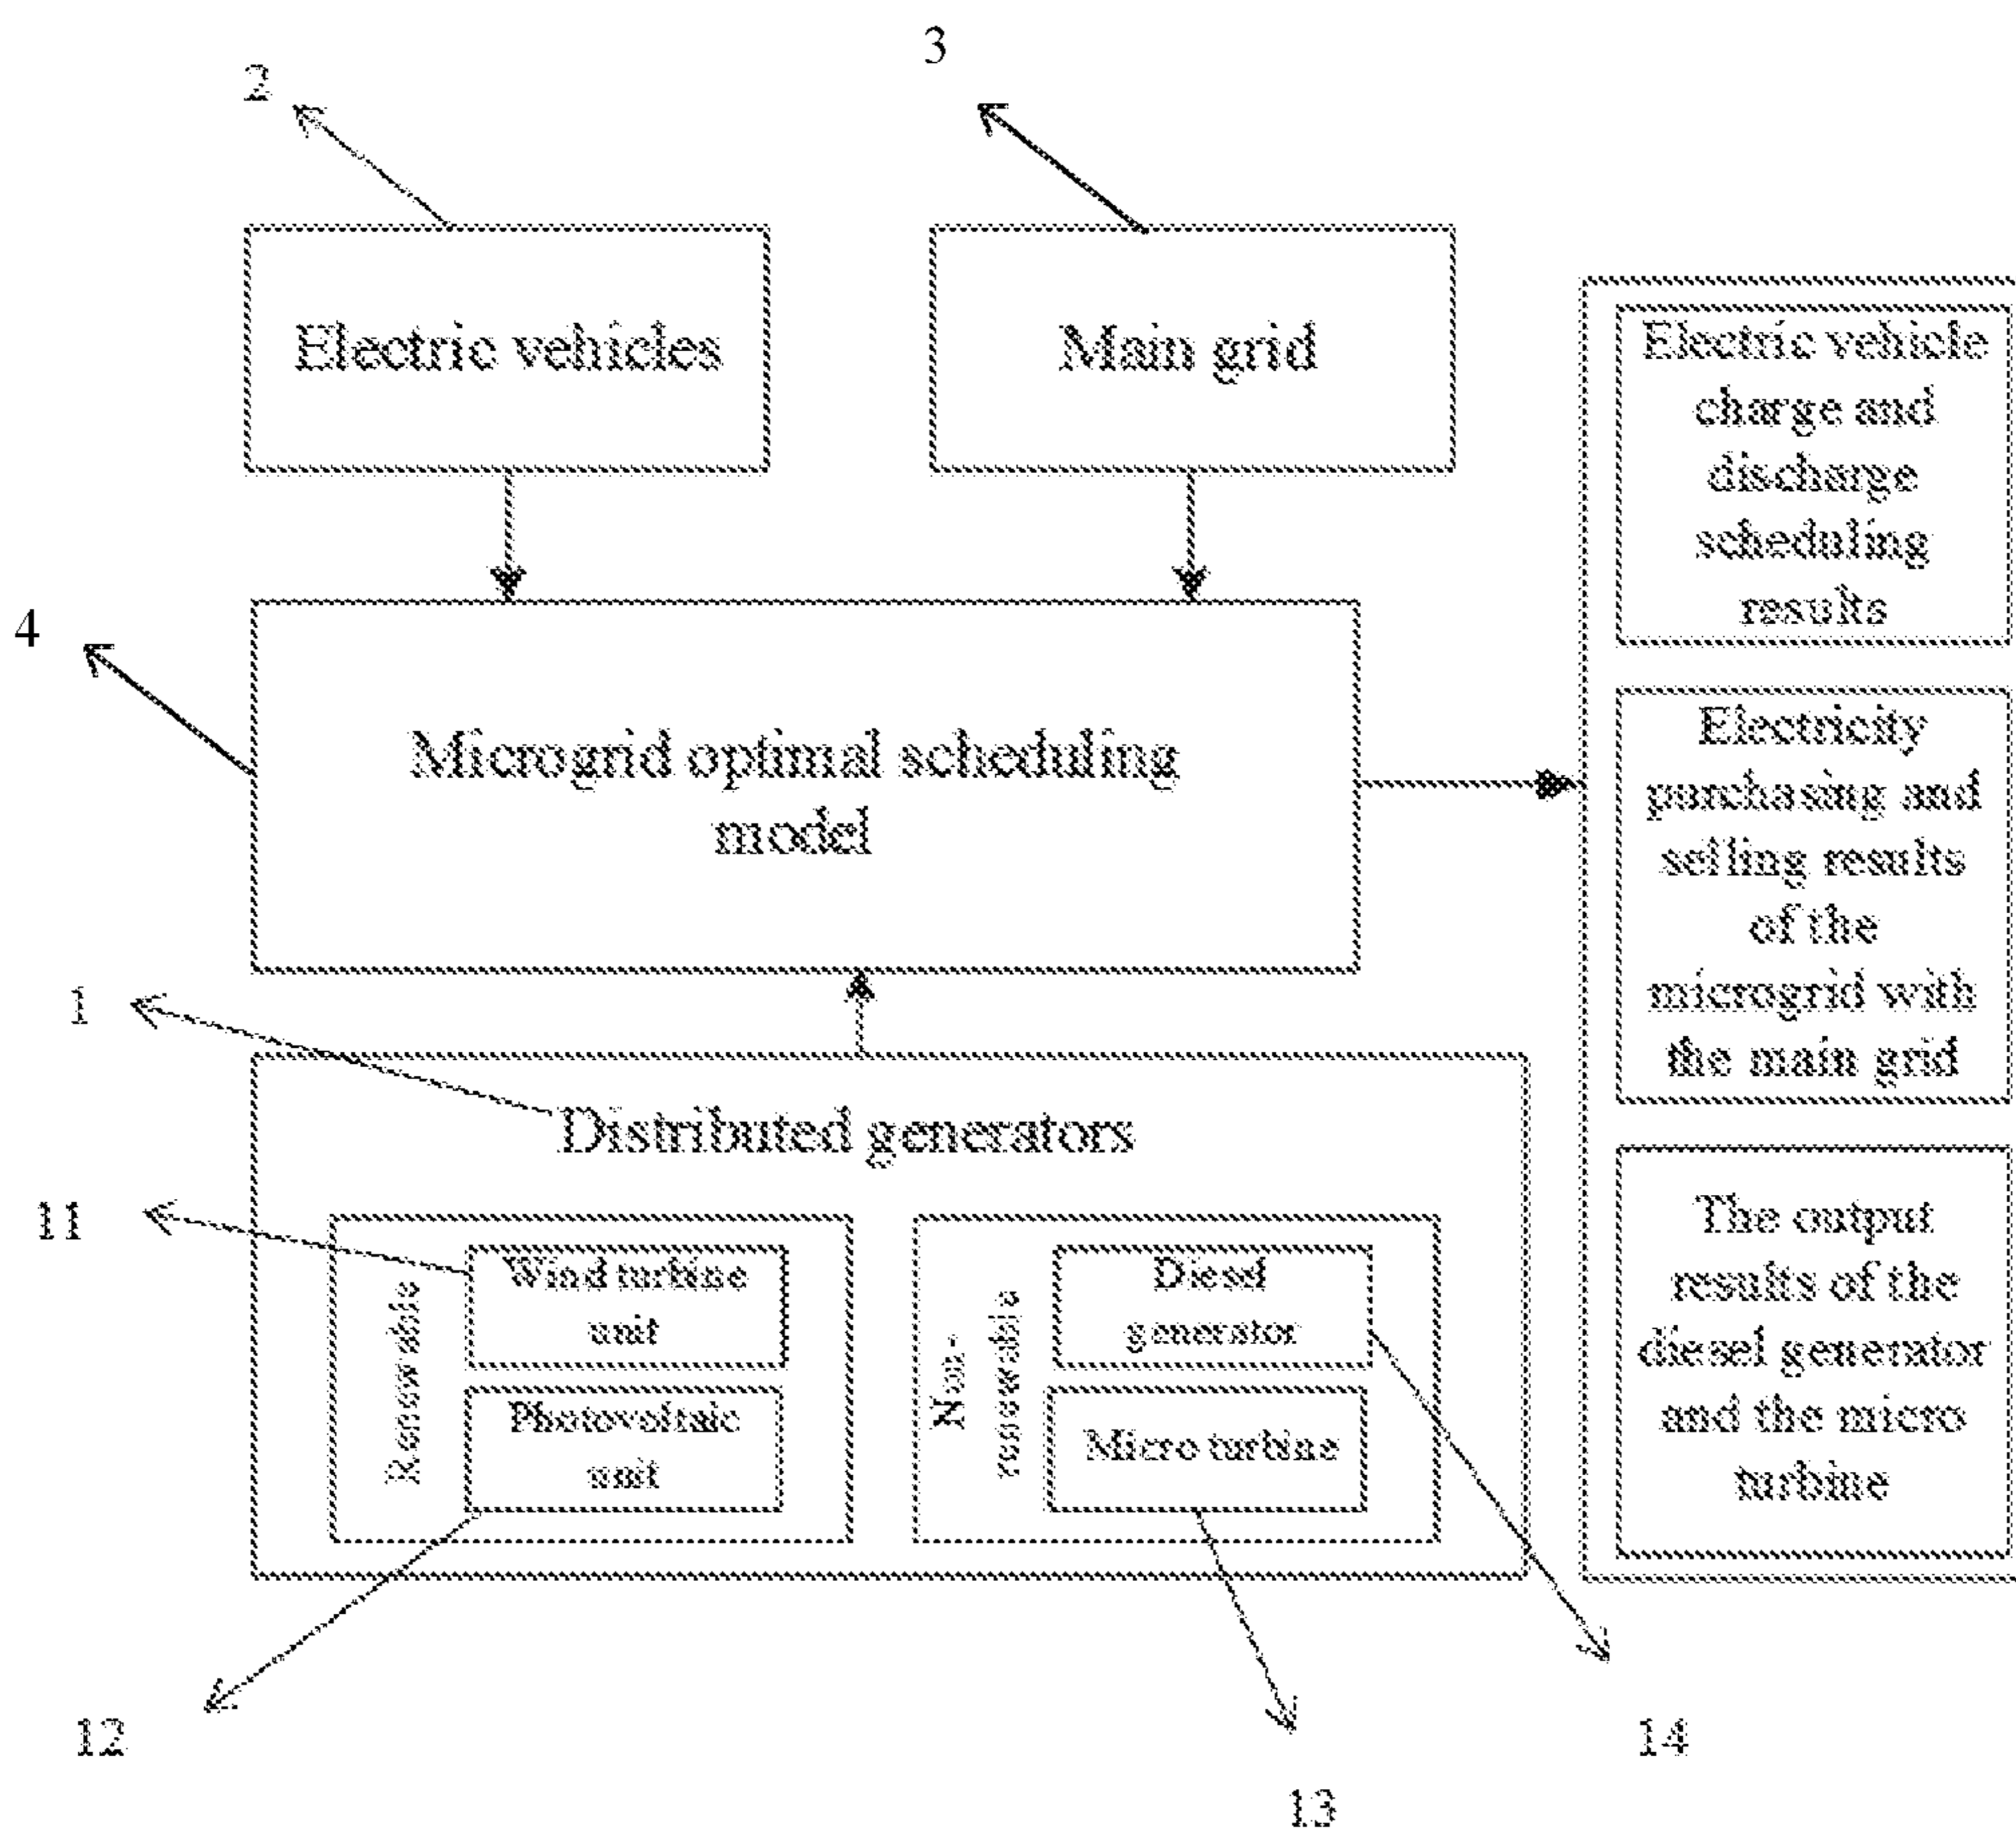 2
3
Electric vehicles
Main grid
Electric vehicle
charge and
discharge
scheduling
results
4
Microgrid optimal scheduling
model
Electricity
purchasing and
selling results
of the
microgrid with
the main grid
1
Distributed generators
11
Renewable
Wind turbine
unit
Photovoltaic
unit
Non-
renewable
Diesel
generator
Micro turbine
The output
results of the
diesel generator
and the micro
turbine
12
13
14